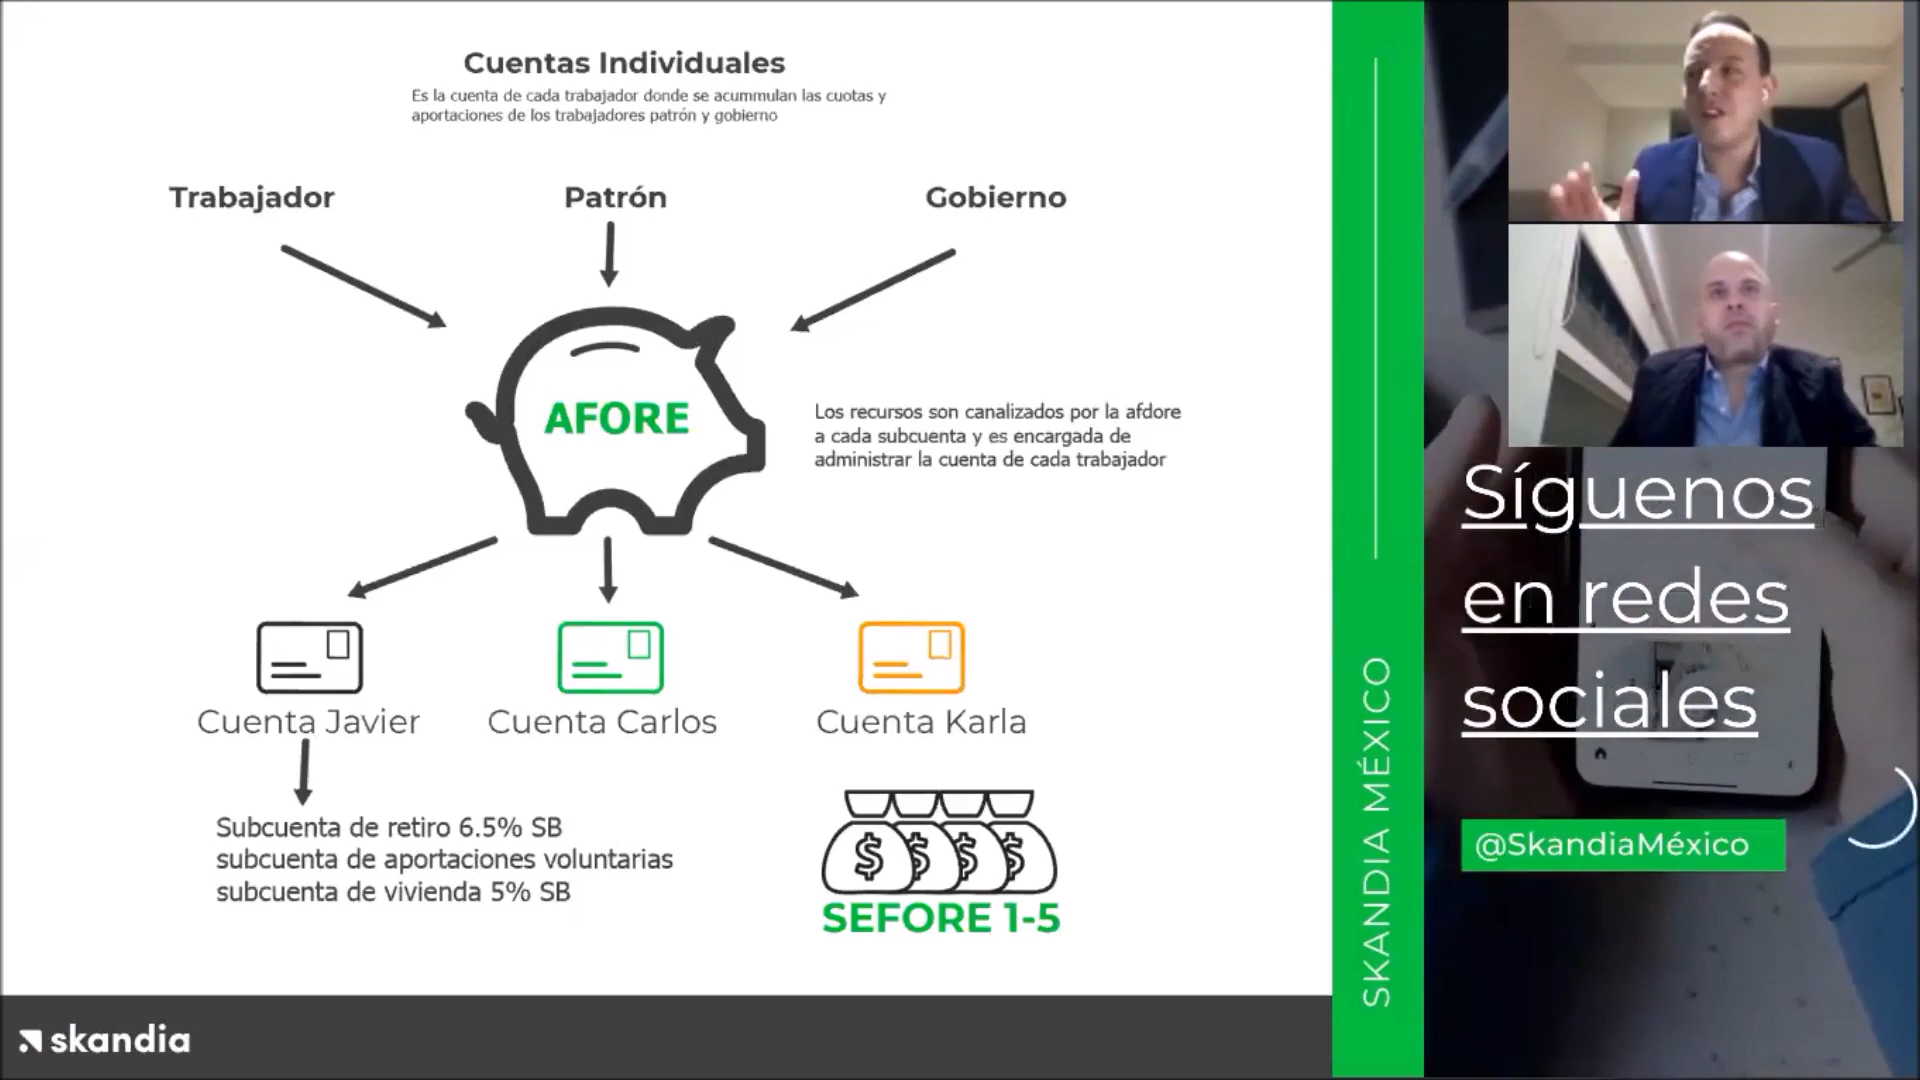 Cuentas Individuales
Es la cuenta de cada trabajador donde se acummulan las cuotas y
aportaciones de los trabajadores patrón y gobierno
Trabajador
Patrón
Gobierno
AFORE
Los recursos son canalizados por la afdore
a cada subcuenta y es encargada de
administrar la cuenta de cada trabajador
Cuenta Javier
Cuenta Carlos
Cuenta Karla
Subcuenta de retiro 6.5% SB
subcuenta de aportaciones voluntarias
subcuenta de vivienda 5% SB
$ $ $ $
SEFORE 1-5
skandia
SKANDIA MÉXICO
Síguenos
en redes
sociales
@SkandiaMéxico